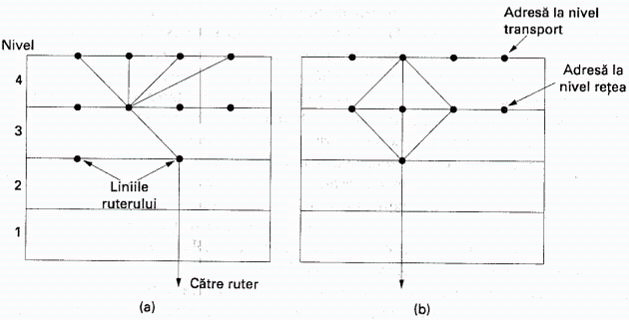 Adresă la nivel
transport
Nivel
4
Adresă la
nivel rețea
3
2
Liniile
ruterului
1
Către ruter
(a)
(b)